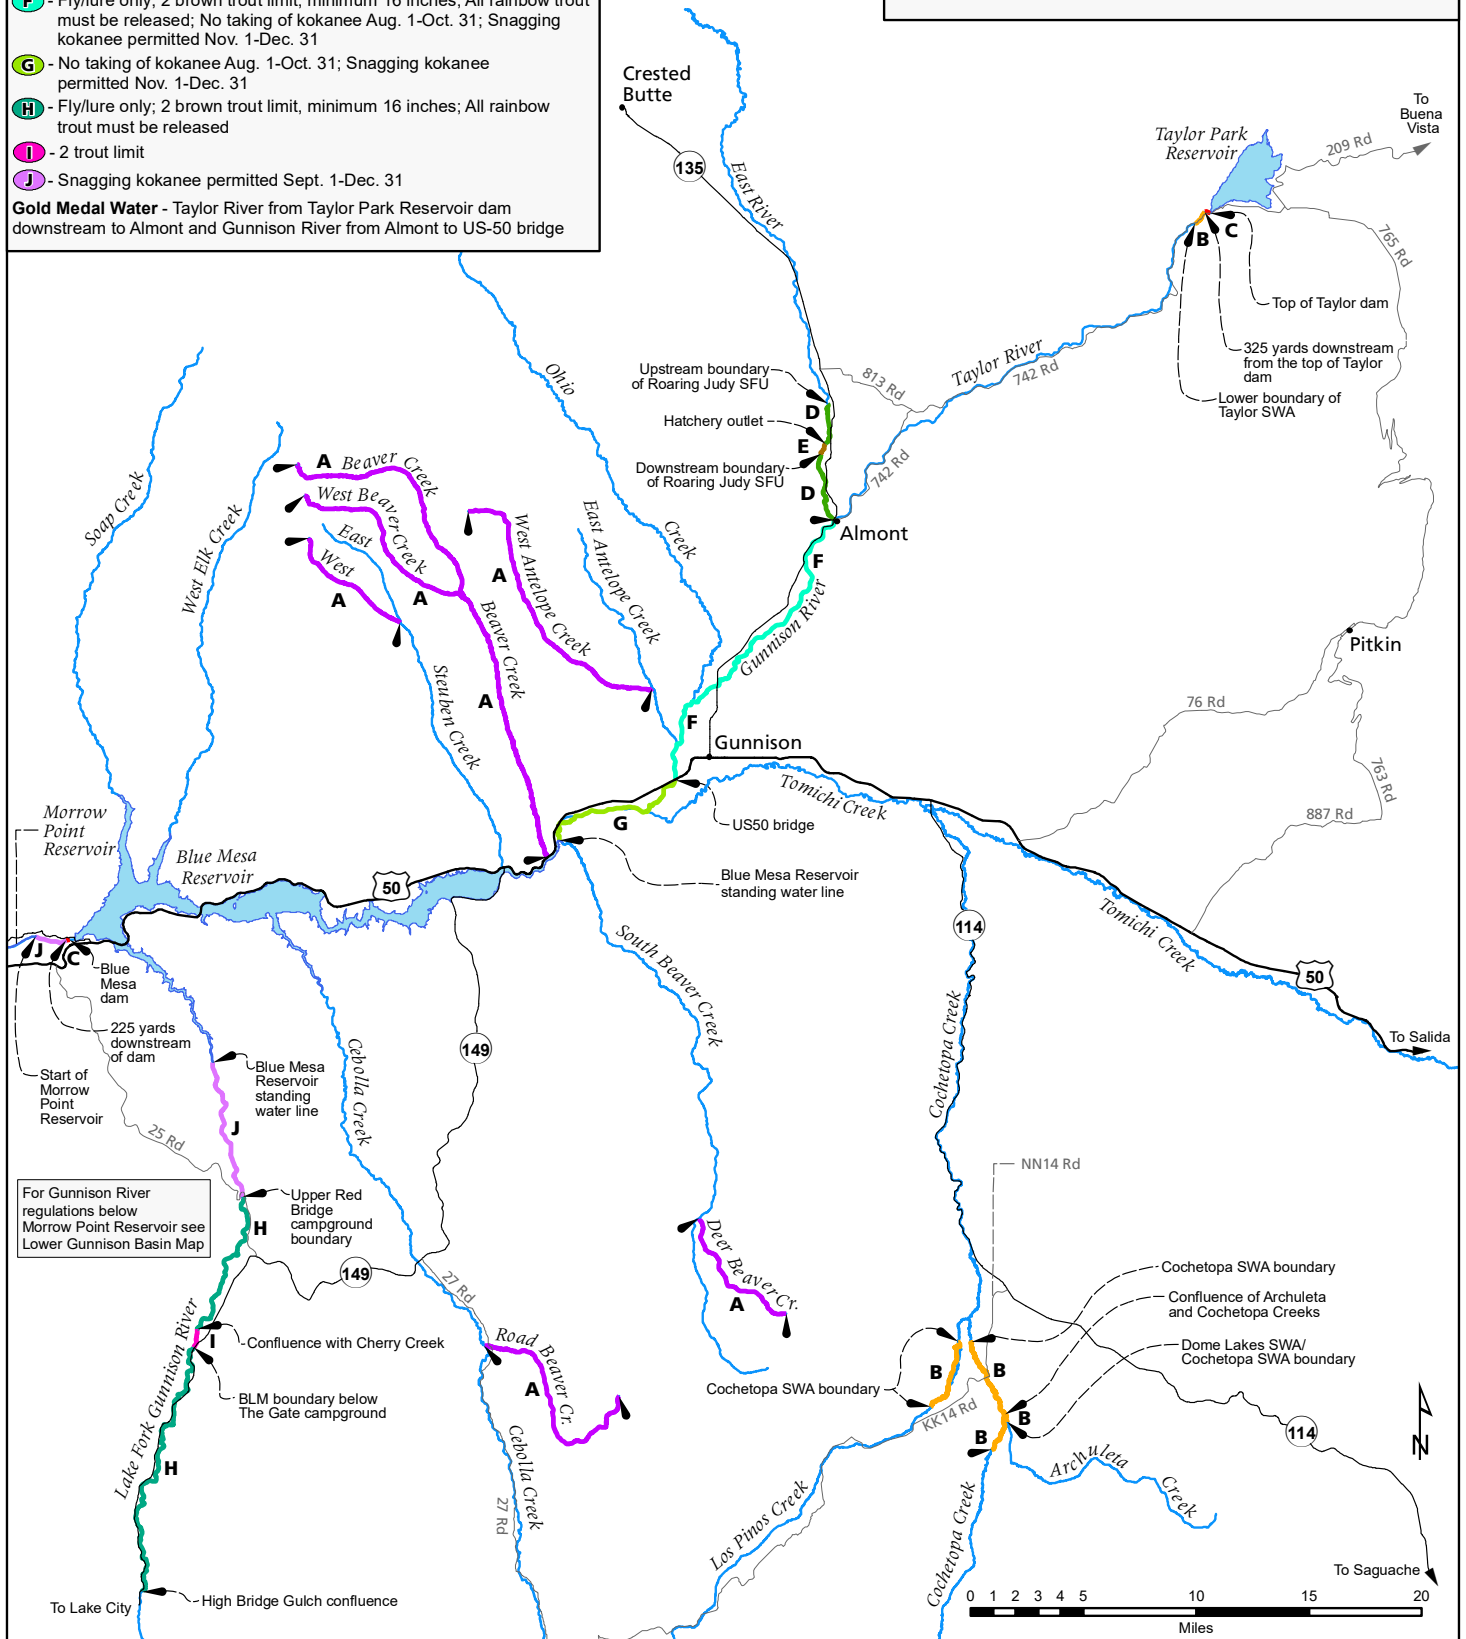 F - Fly/lure only; 2 brown trout limit, minimum 16 inches; All rainbow trout
must be released; No taking of kokanee Aug. 1-Oct. 31; Snagging
kokanee permitted Nov. 1-Dec. 31
G - No taking of kokanee Aug. 1-Oct. 31; Snagging kokanee
permitted Nov. 1-Dec. 31
H - Fly/lure only; 2 brown trout limit, minimum 16 inches; All rainbow
trout must be released
I - 2 trout limit
J - Snagging kokanee permitted Sept. 1-Dec. 31
Gold Medal Water - Taylor River from Taylor Park Reservoir dam
downstream to Almont and Gunnison River from Almont to US-50 bridge
Crested
Butte
135
East River
To
Buena
Vista
Taylor Park
Reservoir
209 Rd
B
C
765 Rd
Top of Taylor dam
325 yards downstream
from the top of Taylor
dam
Lower boundary of
Taylor SWA
Taylor River
742 Rd
813 Rd
742 Rd
Upstream boundary
of Roaring Judy SFU
D
Hatchery outlet
E
Downstream boundary
of Roaring Judy SFU
D
Almont
F
Gunnison River
F
Ohio
Creek
Soap Creek
West Elk Creek
A
Beaver Creek
West Beaver Creek
A
East
West
A
Steuben Creek
Beaver Creek
A
West Antelope Creek
A
East Antelope Creek
Pitkin
76 Rd
763 Rd
887 Rd
Gunnison
Tomichi Creek
US50 bridge
G
Blue Mesa Reservoir
standing water line
Morrow
Point
Reservoir
Blue Mesa
Reservoir
50
114
Tomichi Creek
50
To Salida
J
C
Blue
Mesa
dam
225 yards
downstream
of dam
Start of
Morrow
Point
Reservoir
25 Rd
Blue Mesa
Reservoir
standing
water line
J
Cebolla Creek
149
South Beaver Creek
Cochetopa Creek
For Gunnison River
regulations below
Morrow Point Reservoir see
Lower Gunnison Basin Map
Upper Red
Bridge
campground
boundary
H
149
27 Rd
Lake Fork Gunnison River
I
Confluence with Cherry Creek
BLM boundary below
The Gate campground
H
Road Beaver Cr.
A
Cebolla Creek
27 Rd
Deer Beaver Cr.
A
NN14 Rd
Cochetopa SWA boundary
Confluence of Archuleta
and Cochetopa Creeks
Dome Lakes SWA/
Cochetopa SWA boundary
Cochetopa SWA boundary
B
B
B
B
KK14 Rd
Los Pinos Creek
Archuleta
Creek
Cochetopa Creek
114
N
To Saguache
High Bridge Gulch confluence
To Lake City
0 1 2 3 4 5 10 15 20
Miles